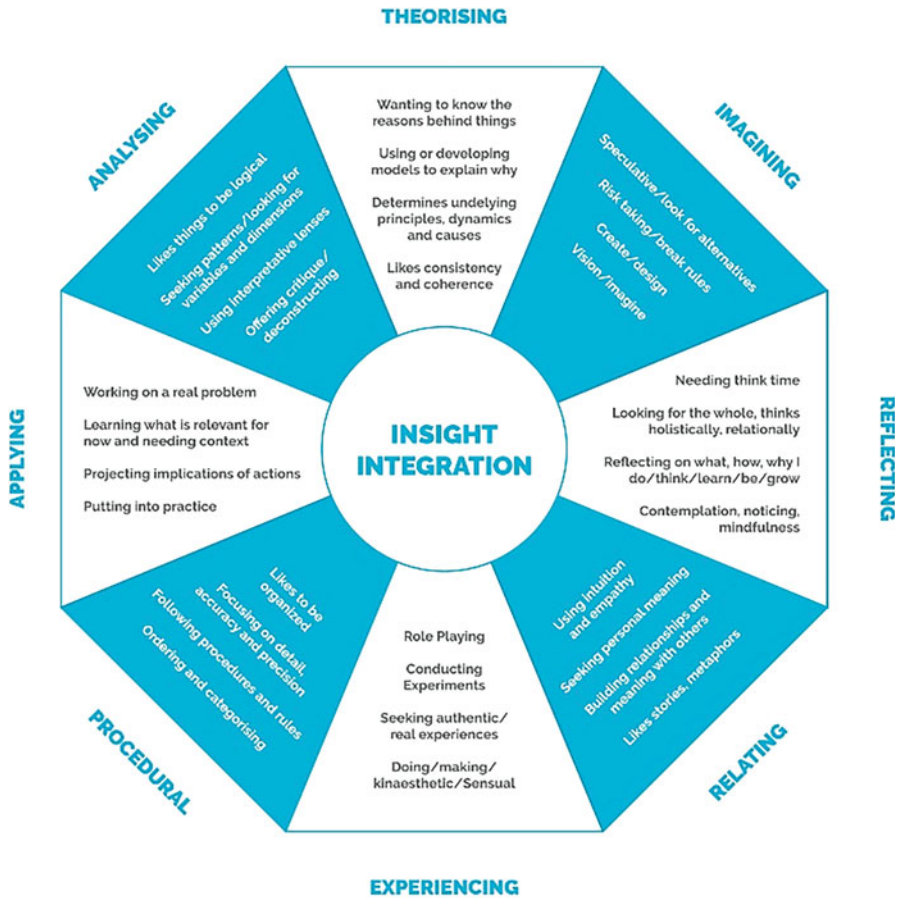 THEORISING
Wanting to know the
reasons behind things
Using or developing
models to explain why
Determines undelying
principles, dynamics
and causes
Likes consistency
and coherence
IMAGINING
Speculative/look for alternatives
Risk taking/break rules
Create/design
Vision/imagine
REFLECTING
Needing think time
Looking for the whole, thinks
holistically, relationally
Reflecting on what, how, why I
do/think/learn/be/grow
Contemplation, noticing,
mindfulness
RELATING
Using intuition
and empathy
Seeking personal meaning
Building relationships and
meaning with others
Likes stories, metaphors
EXPERIENCING
Role Playing
Conducting
Experiments
Seeking authentic/
real experiences
Doing/making/
kinaesthetic/Sensual
PROCEDURAL
Likes to be
organized
Focusing on detail,
accuracy and precision
Following procedures and rules
Ordering and categorising
APPLYING
Working on a real problem
Learning what is relevant for
now and needing context
Projecting implications of actions
Putting into practice
ANALYSING
Likes things to be logical
Seeking patterns/looking for
variables and dimensions
Using interpretative lenses
Offering critique/
deconstructing
INSIGHT
INTEGRATION